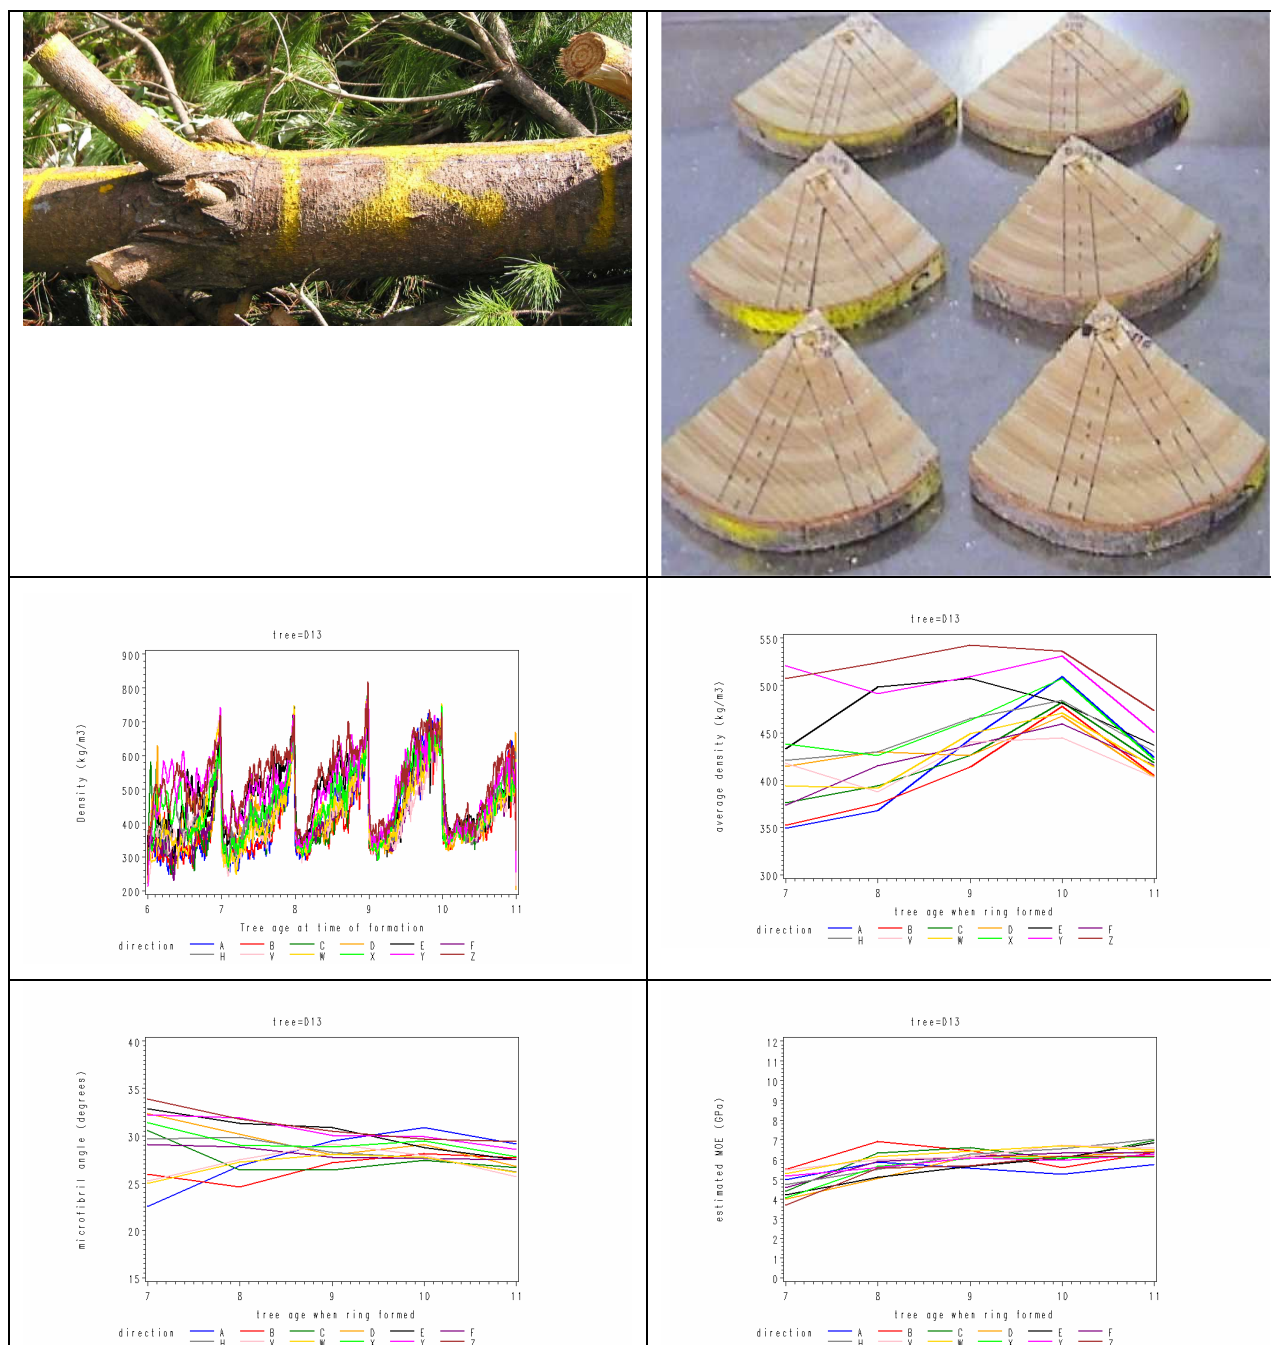 tree=D13
Density (kg/m3)
900
800
700
600
500
400
300
200
6 7 8 9 10 11
Tree age at time of formation
direction A B C D E F
H V W X Y Z
tree=D13
average density (kg/m3)
550
500
450
400
350
300
7 8 9 10 11
tree age when ring formed
direction A B C D E F
H V W X Y Z
tree=D13
microfibril angle (degrees)
40
35
30
25
20
15
7 8 9 10 11
tree age when ring formed
direction A B C D E F
H V W X Y Z
tree=D13
estimated MOE (GPa)
12
11
10
9
8
7
6
5
4
3
2
1
0
7 8 9 10 11
tree age when ring formed
direction A B C D E F
H V W X Y Z